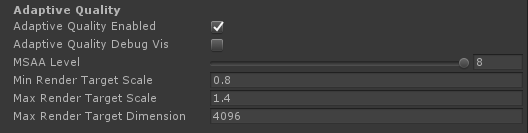 Adaptive Quality
Adaptive Quality Enabled
Adaptive Quality Debug Vis
MSAA Level 8
Min Render Target Scale 0.8
Max Render Target Scale 1.4
Max Render Target Dimension 4096